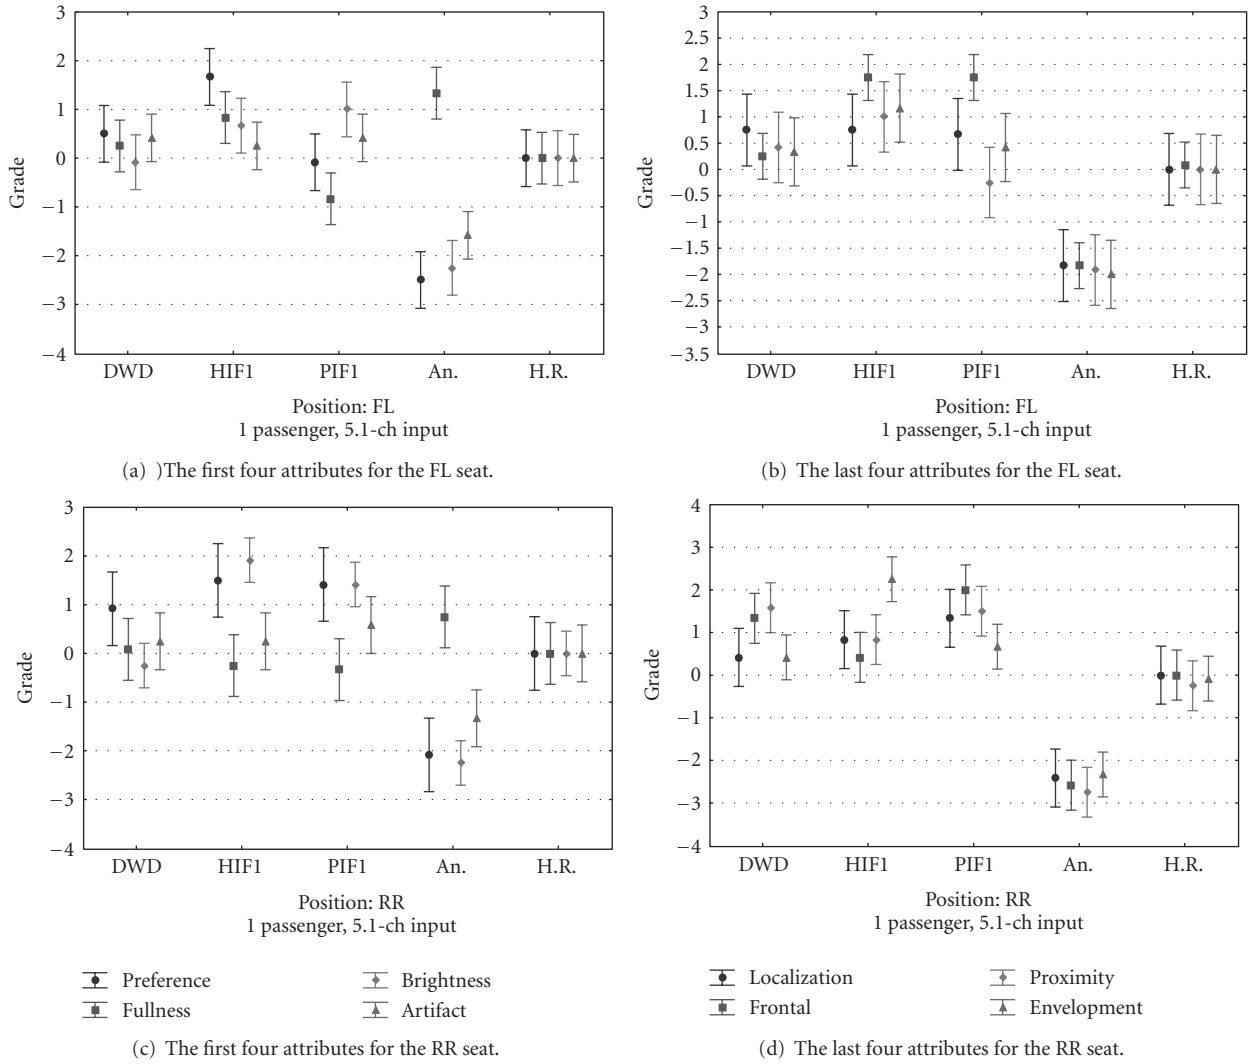 3
2
1
0
−1
−2
−3
−4
Grade
DWD HIF1 PIF1 An. H.R.
Position: FL
1 passenger, 5.1-ch input
(a) )The first four attributes for the FL seat.
3
2.5
2
1.5
1
0.5
0
−0.5
−1
−1.5
−2
−2.5
−3
−3.5
Grade
DWD HIF1 PIF1 An. H.R.
Position: FL
1 passenger, 5.1-ch input
(b) The last four attributes for the FL seat.
3
2
1
0
−1
−2
−3
−4
Grade
DWD HIF1 PIF1 An. H.R.
Position: RR
1 passenger, 5.1-ch input
Preference Brightness
Fullness Artifact
(c) The first four attributes for the RR seat.
4
3
2
1
0
−1
−2
−3
−4
Grade
DWD HIF1 PIF1 An. H.R.
Position: RR
1 passenger, 5.1-ch input
Localization Proximity
Frontal Envelopment
(d) The last four attributes for the RR seat.